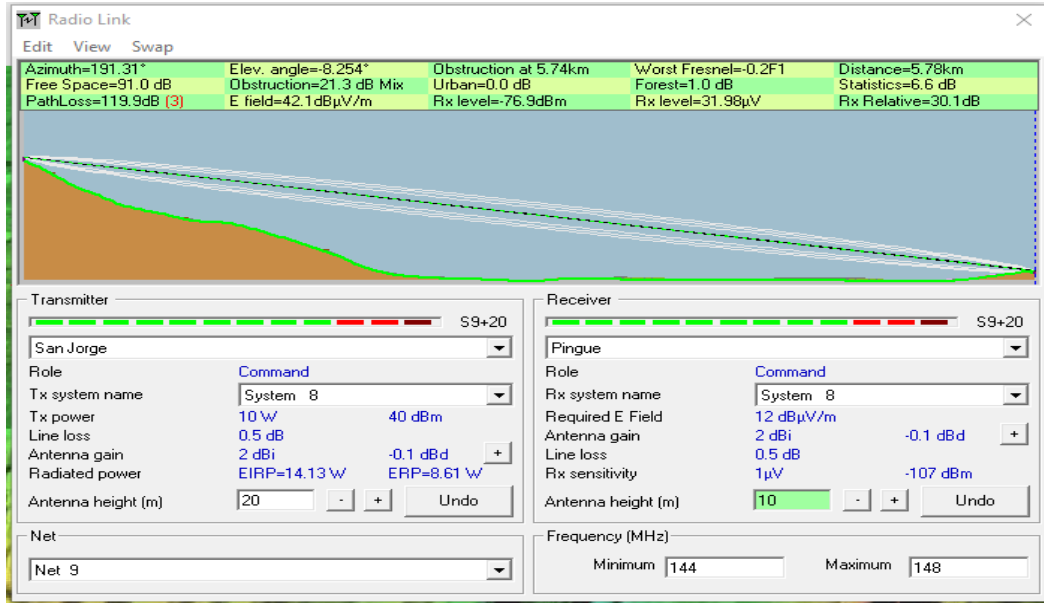 Radio Link
Edit View Swap
Azimuth=191.31° Elev. angle=-8.254° Obstruction at 5.74km Worst Fresnel=-0.2F1 Distance=5.78km
Free Space=91.0 dB Obstruction=21.3 dB Mix Urban=0.0 dB Forest=1.0 dB Statistics=6.6 dB
PathLoss=119.9dB (3) E field=42.1dBµV/m Rx level=-76.9dBm Rx level=31.98µV Rx Relative=30.1dB
Transmitter
S9+20
San Jorge
Role Command
Tx system name System 8
Tx power 10 W 40 dBm
Line loss 0.5 dB
Antenna gain 2 dBi -0.1 dBd +
Radiated power EIRP=14.13 W ERP=8.61 W
Antenna height (m) 20 - + Undo
Net
Net 9
Receiver
S9+20
Pingue
Role Command
Rx system name System 8
Required E Field 12 dBµV/m
Antenna gain 2 dBi -0.1 dBd +
Line loss 0.5 dB
Rx sensitivity 1µV -107 dBm
Antenna height (m) 10 - + Undo
Frequency (MHz)
Minimum 144 Maximum 148